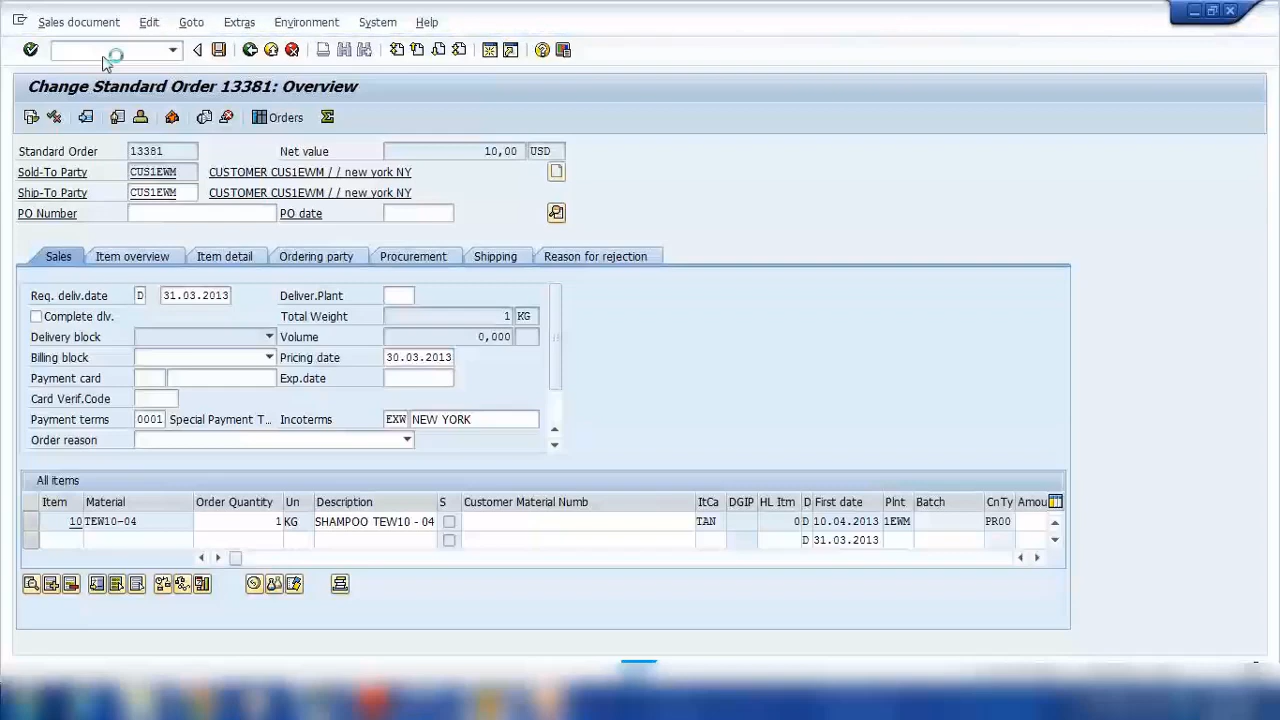 Sales document Edit Goto Extras Environment System Help
Change Standard Order 13381: Overview
Orders
Standard Order 13381 Net value 10,00 USD
Sold-To Party CUS1EWM CUSTOMER CUS1EWM / / new york NY
Ship-To Party CUS1EWM CUSTOMER CUS1EWM / / new york NY
PO Number PO date
Sales Item overview Item detail Ordering party Procurement Shipping Reason for rejection
Req. deliv.date D 31.03.2013 Deliver.Plant
Complete dlv. Total Weight 1 KG
Delivery block Volume 0,000
Billing block Pricing date 30.03.2013
Payment card Exp.date
Card Verif.Code
Payment terms 0001 Special Payment T... Incoterms EXW NEW YORK
Order reason
All items
Item Material Order Quantity Un Description S Customer Material Numb ItCa DGIP HL Itm D First date Plnt Batch CnTy Amou
10 TEW10-04 1 KG SHAMPOO TEW10 - 04 TAN 0 D 10.04.2013 1EWM PR00
D 31.03.2013